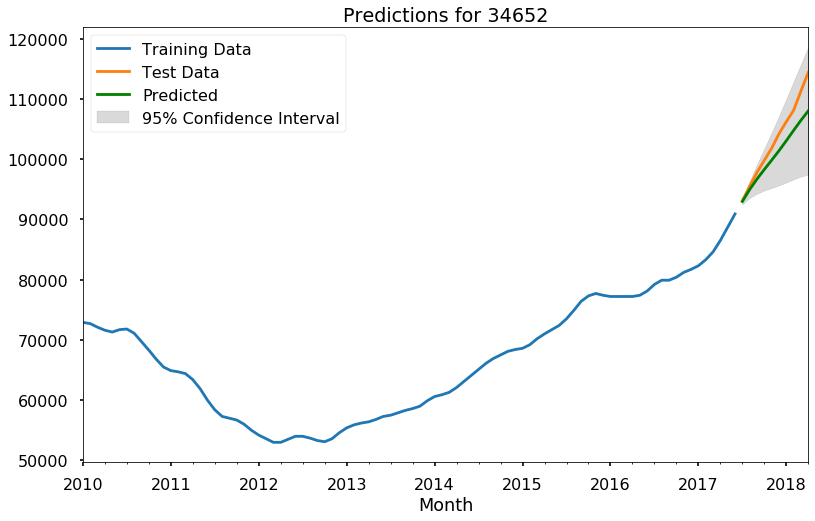 Predictions for 34652
120000
110000
100000
90000
80000
70000
60000
50000
Training Data
Test Data
Predicted
95% Confidence Interval
2010 2011 2012 2013 2014 2015 2016 2017 2018
Month